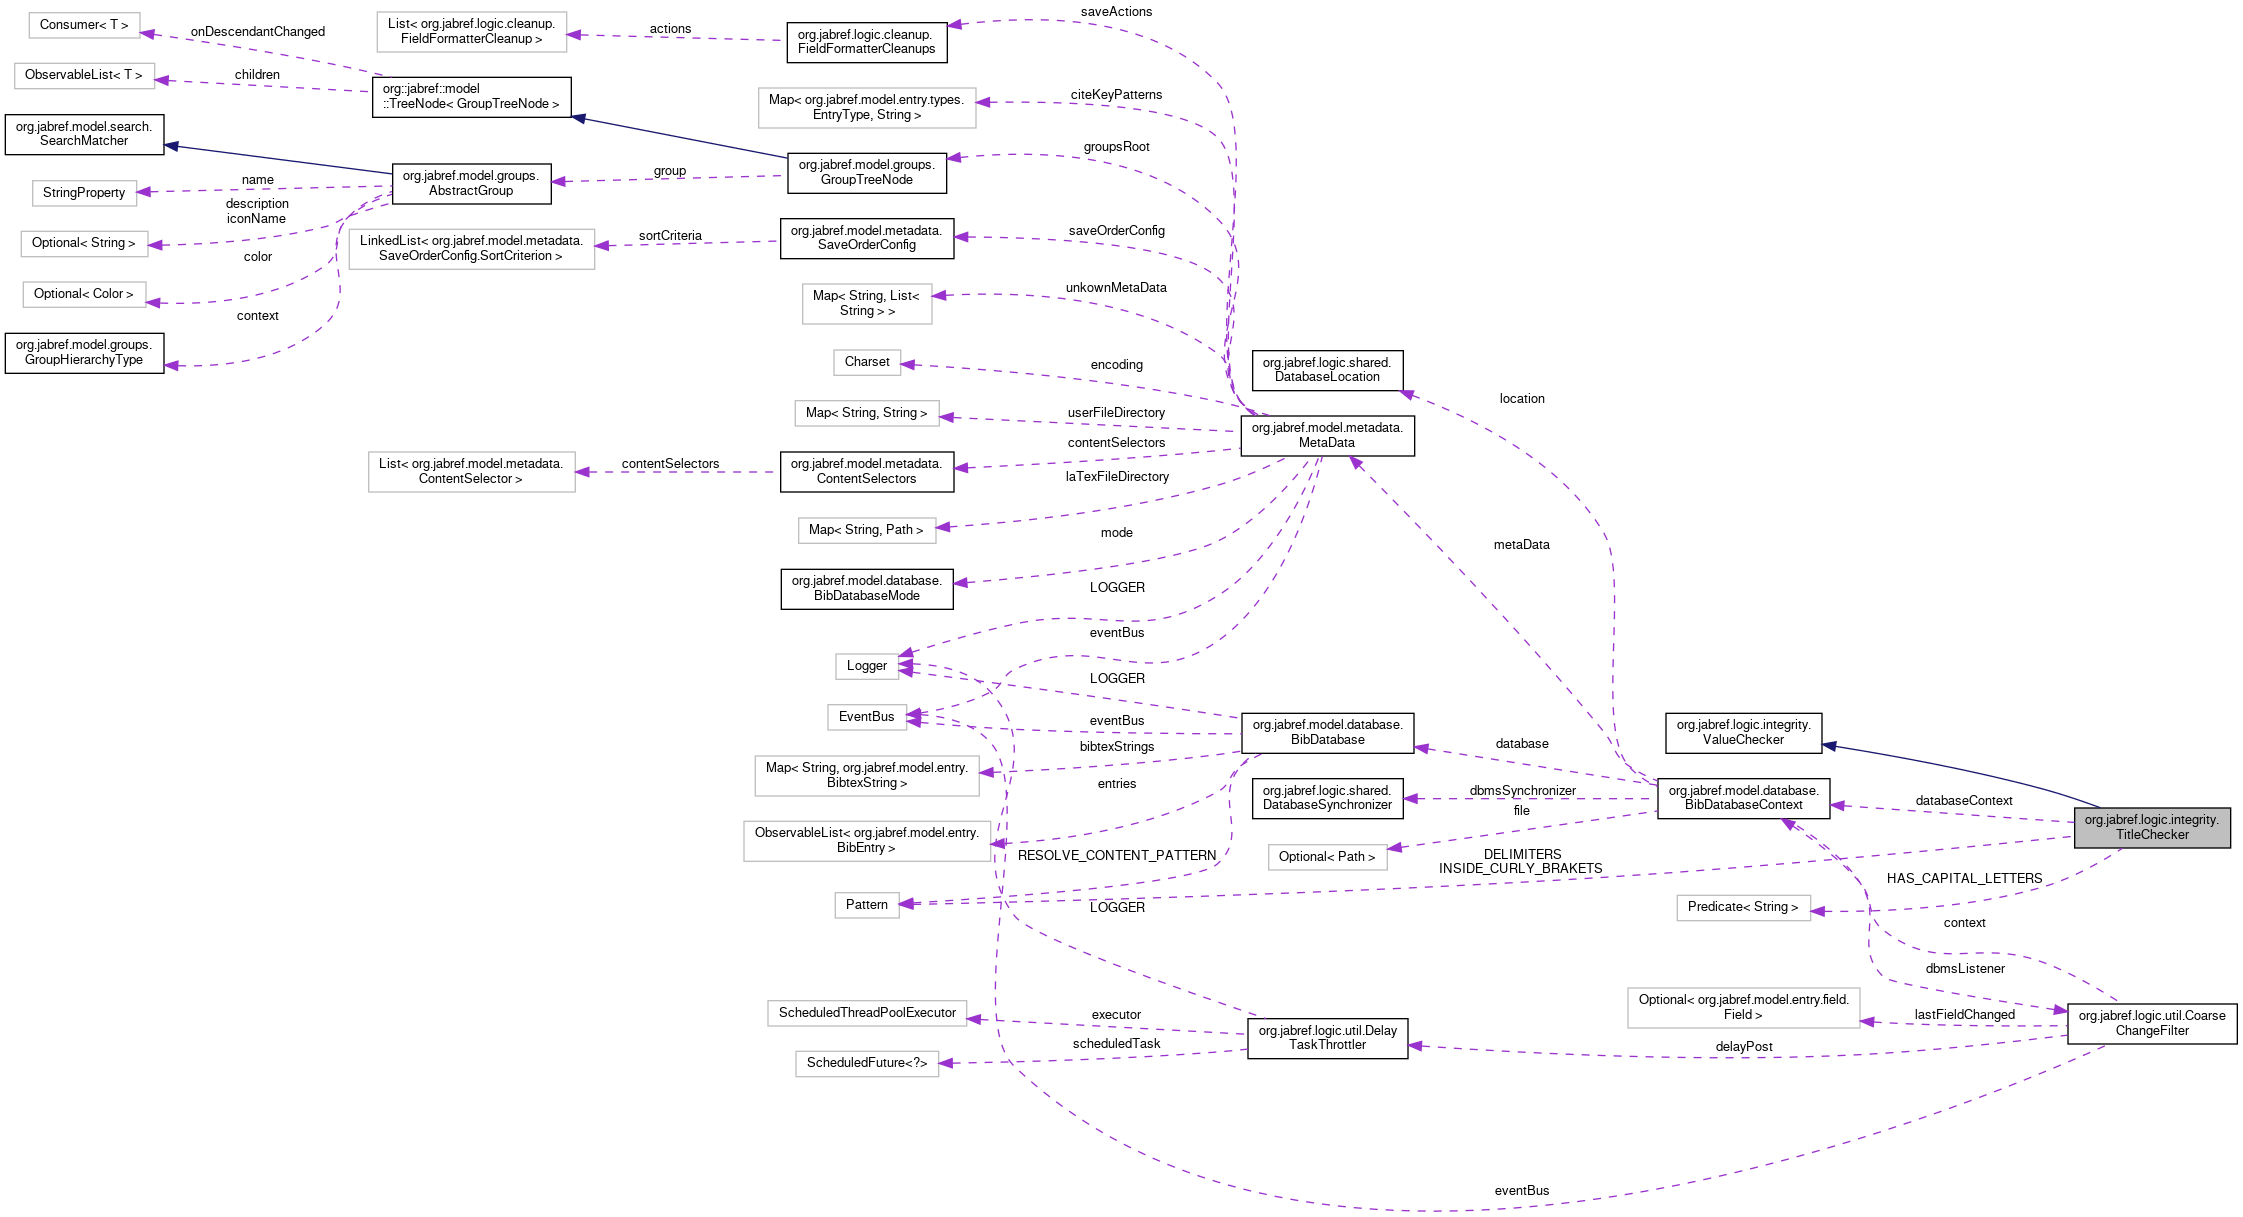 Consumer< T >
onDescendantChanged
List< org.jabref.logic.cleanup.
FieldFormatterCleanup >
actions
org.jabref.logic.cleanup.
FieldFormatterCleanups
saveActions
ObservableList< T >
children
org::jabref::model
::TreeNode< GroupTreeNode >
Map< org.jabref.model.entry.types.
EntryType, String >
citeKeyPatterns
org.jabref.model.search.
SearchMatcher
groupsRoot
org.jabref.model.groups.
AbstractGroup
group
org.jabref.model.groups.
GroupTreeNode
StringProperty
name
description
iconName
Optional< String >
LinkedList< org.jabref.model.metadata.
SaveOrderConfig.SortCriterion >
sortCriteria
org.jabref.model.metadata.
SaveOrderConfig
saveOrderConfig
color
Optional< Color >
Map< String, List<
String > >
unkownMetaData
context
org.jabref.model.groups.
GroupHierarchyType
Charset
encoding
org.jabref.logic.shared.
DatabaseLocation
location
Map< String, String >
userFileDirectory
org.jabref.model.metadata.
MetaData
List< org.jabref.model.metadata.
ContentSelector >
contentSelectors
org.jabref.model.metadata.
ContentSelectors
contentSelectors
laTexFileDirectory
Map< String, Path >
mode
metaData
org.jabref.model.database.
BibDatabaseMode
LOGGER
eventBus
Logger
LOGGER
EventBus
eventBus
org.jabref.model.database.
BibDatabase
database
org.jabref.logic.integrity.
ValueChecker
bibtexStrings
Map< String, org.jabref.model.entry.
BibtexString >
entries
org.jabref.logic.shared.
DatabaseSynchronizer
dbmsSynchronizer
file
org.jabref.model.database.
BibDatabaseContext
databaseContext
org.jabref.logic.integrity.
TitleChecker
ObservableList< org.jabref.model.entry.
BibEntry >
RESOLVE_CONTENT_PATTERN
Optional< Path >
DELIMITERS
INSIDE_CURLY_BRAKETS
HAS_CAPITAL_LETTERS
Pattern
LOGGER
Predicate< String >
context
dbmsListener
ScheduledThreadPoolExecutor
executor
org.jabref.logic.util.Delay
TaskThrottler
Optional< org.jabref.model.entry.field.
Field >
lastFieldChanged
org.jabref.logic.util.Coarse
ChangeFilter
ScheduledFuture<?>
scheduledTask
delayPost
eventBus